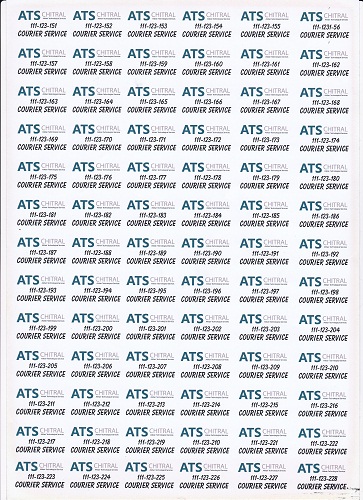 ATS CHITRAL ATS CHITRAL ATS CHITRAL ATS CHITRAL ATS CHITRAL ATS CHITRAL
111-123-151 111-123-152 111-123-153 111-123-154 111-123-155 111-1231-56
COURIER SERVICE COURIER SERVICE COURIER SERVICE COURIER SERVICE COURIER SERVICE COURIER SERVICE
ATS CHITRAL ATS CHITRAL ATS CHITRAL ATS CHITRAL ATS CHITRAL ATS CHITRAL
111-123-157 111-123-158 111-123-159 111-123-160 111-123-161 111-123-162
COURIER SERVICE COURIER SERVICE COURIER SERVICE COURIER SERVICE COURIER SERVICE COURIER SERVICE
ATS CHITRAL ATS CHITRAL ATS CHITRAL ATS CHITRAL ATS CHITRAL ATS CHITRAL
111-123-163 111-123-164 111-123-165 111-123-166 111-123-167 111-123-168
COURIER SERVICE COURIER SERVICE COURIER SERVICE COURIER SERVICE COURIER SERVICE COURIER SERVICE
ATS CHITRAL ATS CHITRAL ATS CHITRAL ATS CHITRAL ATS CHITRAL ATS CHITRAL
111-123-169 111-123-170 111-123-171 111-123-172 111-123-173 111-123-174
COURIER SERVICE COURIER SERVICE COURIER SERVICE COURIER SERVICE COURIER SERVICE COURIER SERVICE
ATS CHITRAL ATS CHITRAL ATS CHITRAL ATS CHITRAL ATS CHITRAL ATS CHITRAL
111-123-175 111-123-176 111-123-177 111-123-178 111-123-179 111-123-180
COURIER SERVICE COURIER SERVICE COURIER SERVICE COURIER SERVICE COURIER SERVICE COURIER SERVICE
ATS CHITRAL ATS CHITRAL ATS CHITRAL ATS CHITRAL ATS CHITRAL ATS CHITRAL
111-123-181 111-123-182 111-123-183 111-123-184 111-123-185 111-123-186
COURIER SERVICE COURIER SERVICE COURIER SERVICE COURIER SERVICE COURIER SERVICE COURIER SERVICE
ATS CHITRAL ATS CHITRAL ATS CHITRAL ATS CHITRAL ATS CHITRAL ATS CHITRAL
111-123-187 111-123-188 111-123-189 111-123-190 111-123-191 111-123-192
COURIER SERVICE COURIER SERVICE COURIER SERVICE COURIER SERVICE COURIER SERVICE COURIER SERVICE
ATS CHITRAL ATS CHITRAL ATS CHITRAL ATS CHITRAL ATS CHITRAL ATS CHITRAL
111-123-193 111-123-194 111-123-195 111-123-196 111-123-197 111-123-198
COURIER SERVICE COURIER SERVICE COURIER SERVICE COURIER SERVICE COURIER SERVICE COURIER SERVICE
ATS CHITRAL ATS CHITRAL ATS CHITRAL ATS CHITRAL ATS CHITRAL ATS CHITRAL
111-123-199 111-123-200 111-123-201 111-123-202 111-123-203 111-123-204
COURIER SERVICE COURIER SERVICE COURIER SERVICE COURIER SERVICE COURIER SERVICE COURIER SERVICE
ATS CHITRAL ATS CHITRAL ATS CHITRAL ATS CHITRAL ATS CHITRAL ATS CHITRAL
111-123-205 111-123-206 111-123-207 111-123-208 111-123-209 111-123-210
COURIER SERVICE COURIER SERVICE COURIER SERVICE COURIER SERVICE COURIER SERVICE COURIER SERVICE
ATS CHITRAL ATS CHITRAL ATS CHITRAL ATS CHITRAL ATS CHITRAL ATS CHITRAL
111-123-211 111-123-212 111-123-213 111-123-214 111-123-215 111-123-216
COURIER SERVICE COURIER SERVICE COURIER SERVICE COURIER SERVICE COURIER SERVICE COURIER SERVICE
ATS CHITRAL ATS CHITRAL ATS CHITRAL ATS CHITRAL ATS CHITRAL ATS CHITRAL
111-123-217 111-123-218 111-123-219 111-123-210 111-123-221 111-123-222
COURIER SERVICE COURIER SERVICE COURIER SERVICE COURIER SERVICE COURIER SERVICE COURIER SERVICE
ATS CHITRAL ATS CHITRAL ATS CHITRAL ATS CHITRAL ATS CHITRAL ATS CHITRAL
111-123-223 111-123-224 111-123-225 111-123-226 111-123-227 111-123-228
COURIER SERVICE COURIER SERVICE COURIER SERVICE COURIER SERVICE COURIER SERVICE COURIER SERVICE